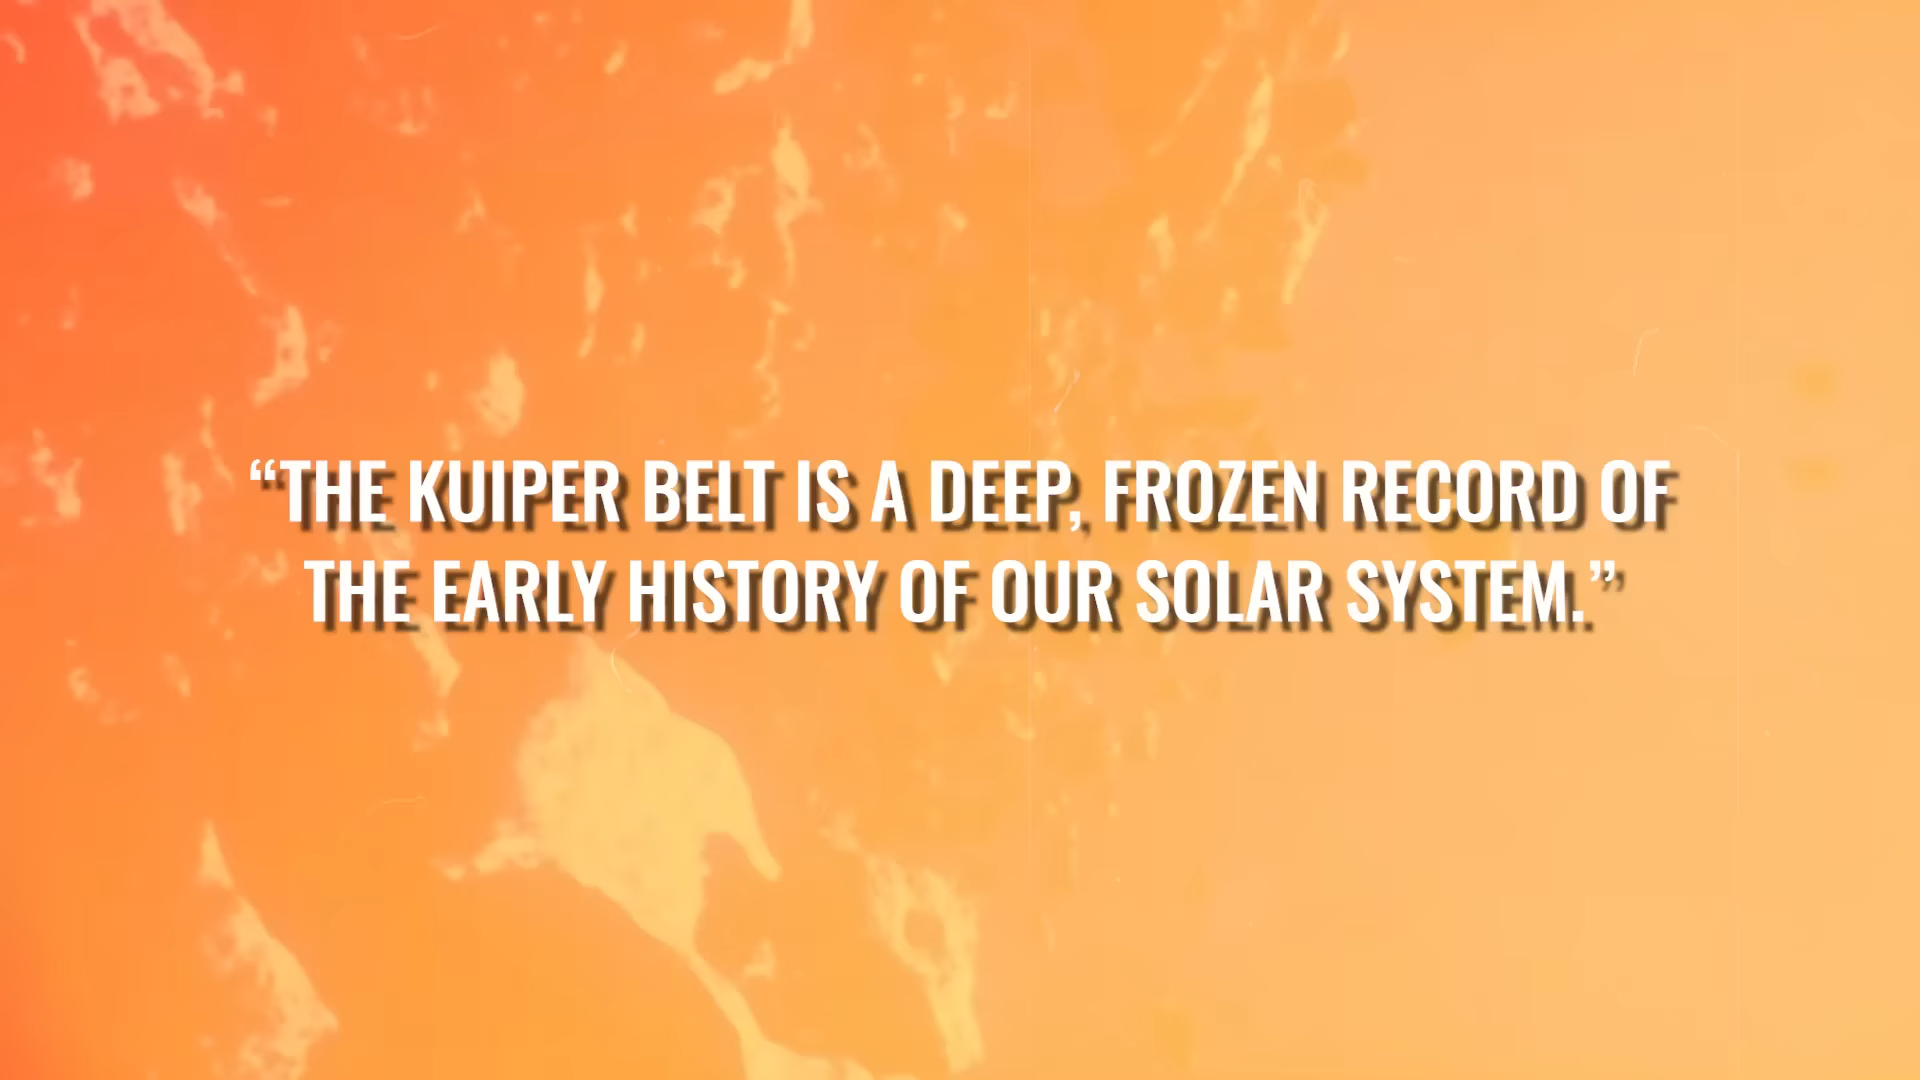 “THE KUIPER BELT IS A DEEP, FROZEN RECORD OF
THE EARLY HISTORY OF OUR SOLAR SYSTEM.”